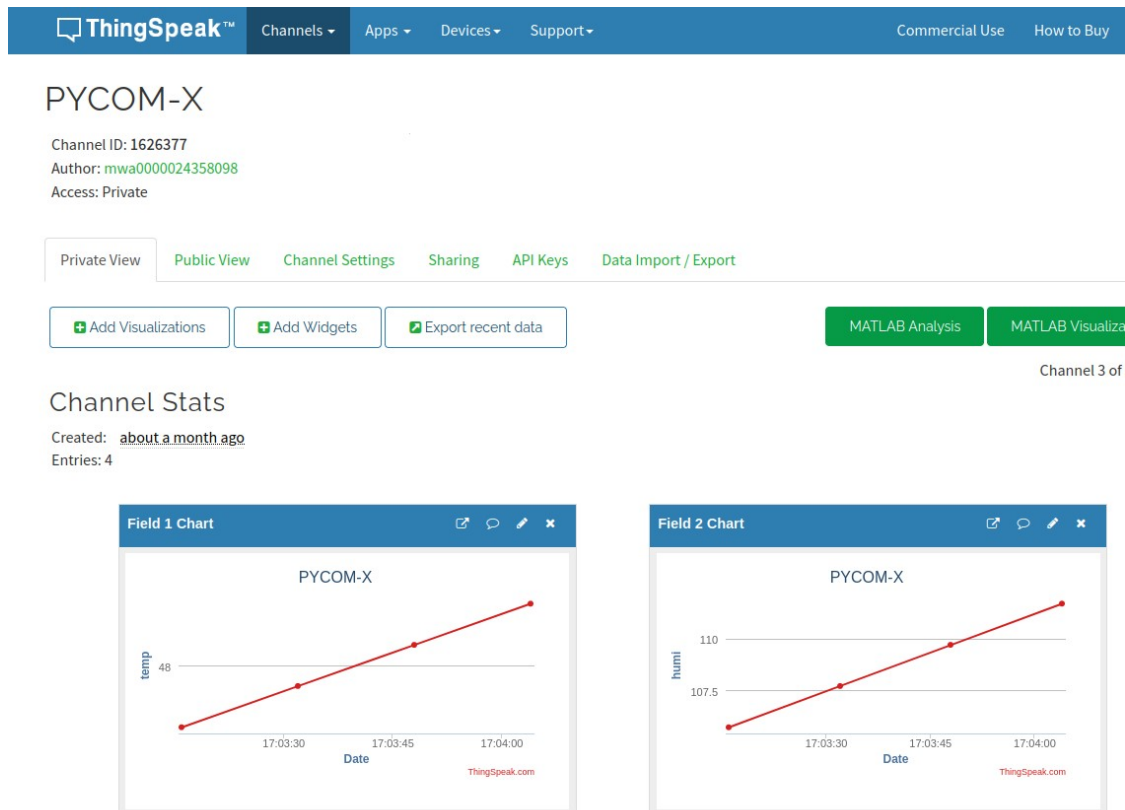 ThingSpeak™ Channels Apps Devices Support Commercial Use How to Buy
PYCOM-X
Channel ID: 1626377
Author: mwa0000024358098
Access: Private
Private View Public View Channel Settings Sharing API Keys Data Import / Export
Add Visualizations Add Widgets Export recent data MATLAB Analysis MATLAB Visualiza
Channel 3 of
Channel Stats
Created: about a month ago
Entries: 4
Field 1 Chart
PYCOM-X
temp
48
17:03:30 17:03:45 17:04:00
Date
ThingSpeak.com
Field 2 Chart
PYCOM-X
humi
110
107.5
17:03:30 17:03:45 17:04:00
Date
ThingSpeak.com